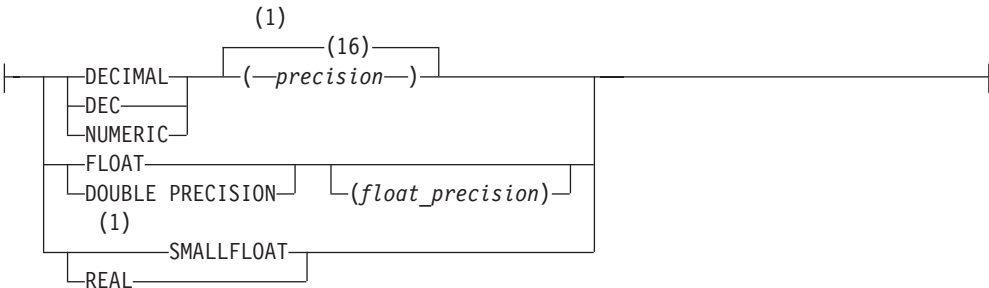 (1)
(16)
DECIMAL ( precision )
DEC
NUMERIC
FLOAT
DOUBLE PRECISION (float_precision)
(1)
SMALLFLOAT
REAL